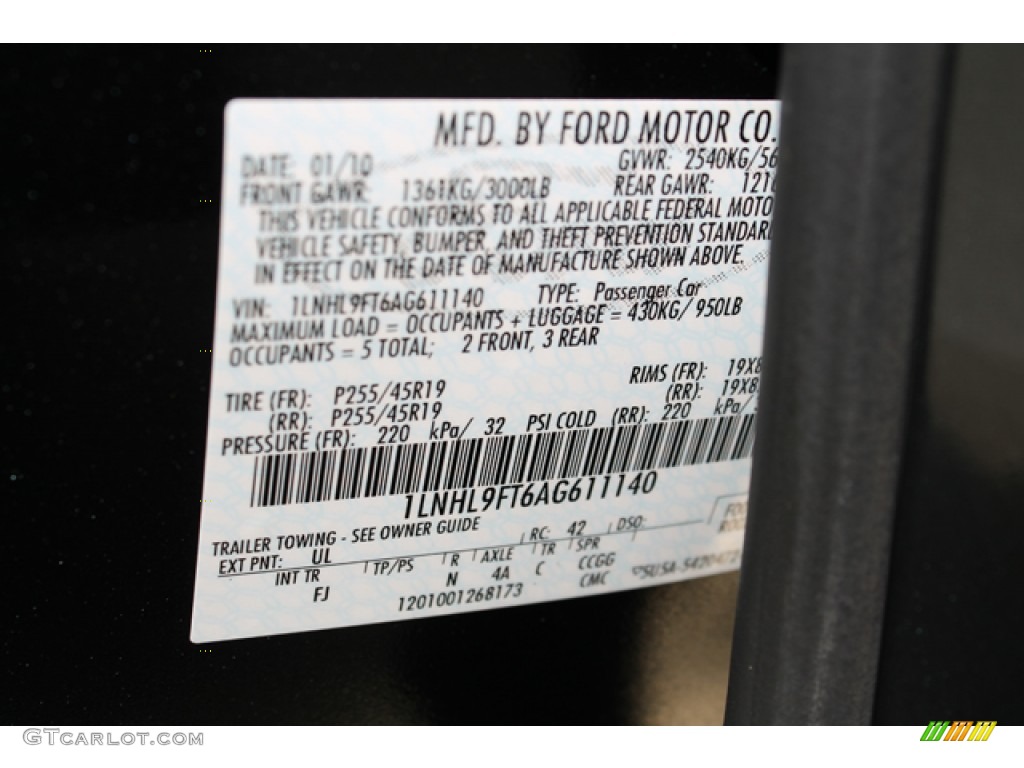 MFD. BY FORD MOTOR CO.
DATE: 01/10 GVWR: 2540KG/56
FRONT GAWR: 1361KG/3000LB REAR GAWR: 121
THIS VEHICLE CONFORMS TO ALL APPLICABLE FEDERAL MOTO
VEHICLE SAFETY, BUMPER, AND THEFT PREVENTION STANDAR
IN EFFECT ON THE DATE OF MANUFACTURE SHOWN ABOVE.
VIN: 1LNHL9FT6AG611140 TYPE: Passenger Car
MAXIMUM LOAD = OCCUPANTS + LUGGAGE = 430KG/ 950LB
OCCUPANTS = 5 TOTAL; 2 FRONT, 3 REAR
TIRE (FR): P255/45R19 RIMS (FR): 19X8
(RR): P255/45R19 (RR): 19X8
PRESSURE (FR): 220 kPa/ 32 PSI COLD (RR): 220 kPa/
1LNHL9FT6AG611140
TRAILER TOWING - SEE OWNER GUIDE
EXT PNT: UL RC: 42 DSO:
INT TR TP/PS R AXLE TR SPR
FJ N 4A C CCGG
1201001268173 CMC
GTCarLot.com